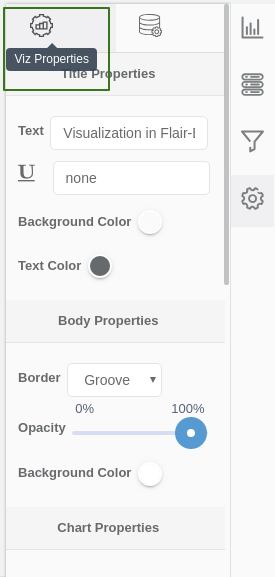 Viz Properties
Title Properties
Text Visualization in Flair-
U none
Background Color
Text Color
Body Properties
Border Groove
0% 100%
Opacity
Background Color
Chart Properties